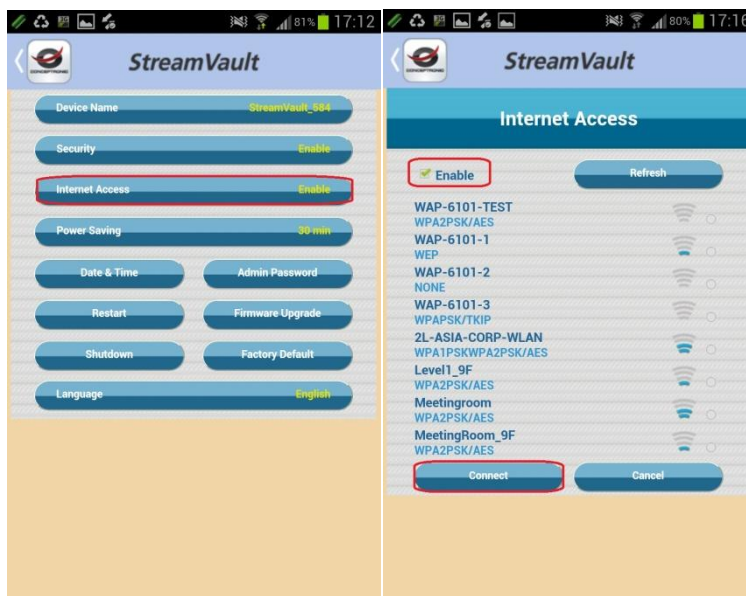 81% 17:12
StreamVault
Device Name StreamVault_584
Security Enable
Internet Access Enable
Power Saving 30 min
Date & Time Admin Password
Restart Firmware Upgrade
Shutdown Factory Default
Language English
80% 17:16
StreamVault
Internet Access
Enable Refresh
WAP-6101-TEST
WPA2PSK/AES
WAP-6101-1
WEP
WAP-6101-2
NONE
WAP-6101-3
WPAPSK/TKIP
2L-ASIA-CORP-WLAN
WPA1PSKWPA2PSK/AES
Level1_9F
WPA2PSK/AES
Meetingroom
WPA2PSK/AES
MeetingRoom_9F
WPA2PSK/AES
Connect Cancel